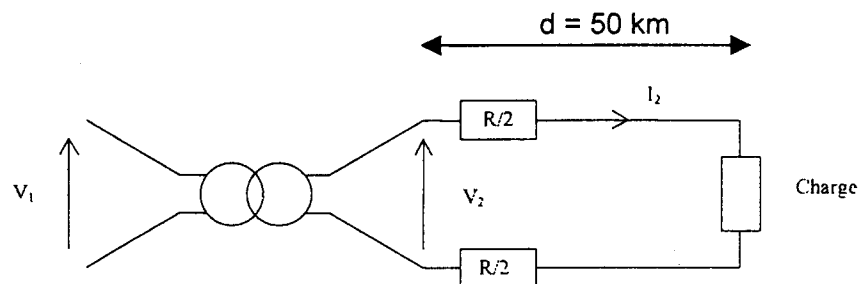 d = 50 km
I₂
R/2
V₁
V₂
Charge
R/2